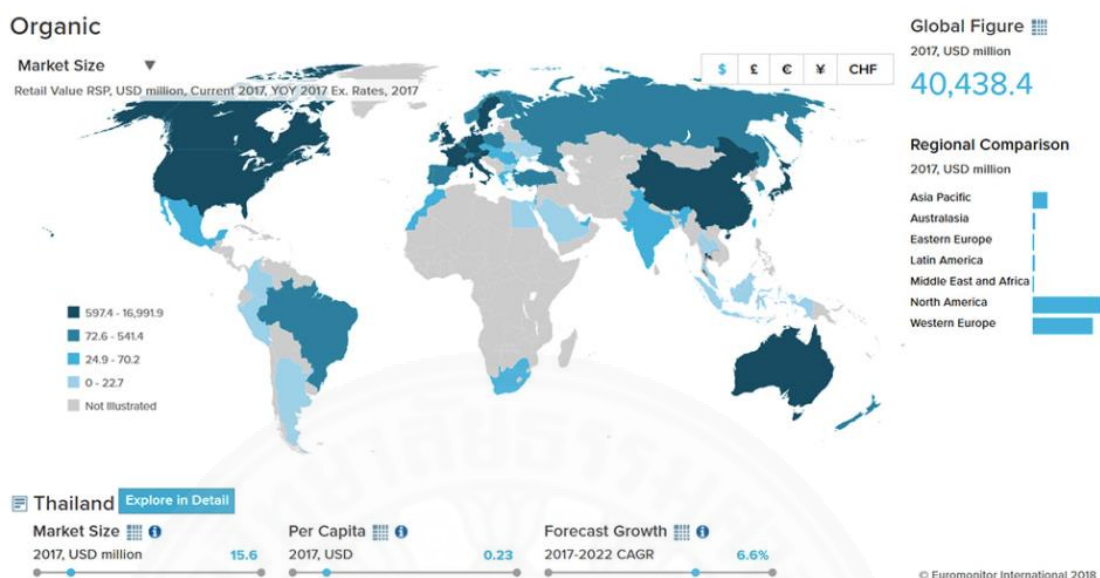 Organic
Market Size
Retail Value RSP, USD million, Current 2017, YOY 2017 Ex. Rates, 2017
$ £ € ¥ CHF
Global Figure
2017, USD million
40,438.4
Regional Comparison
2017, USD million
Asia Pacific
Australasia
Eastern Europe
Latin America
Middle East and Africa
North America
Western Europe
597.4 - 16,991.9
72.6 - 541.4
24.9 - 70.2
0 - 22.7
Not Illustrated
Thailand Explore in Detail
Market Size
2017, USD million 15.6
Per Capita
2017, USD 0.23
Forecast Growth
2017-2022 CAGR 6.6%
© Euromonitor International 2018